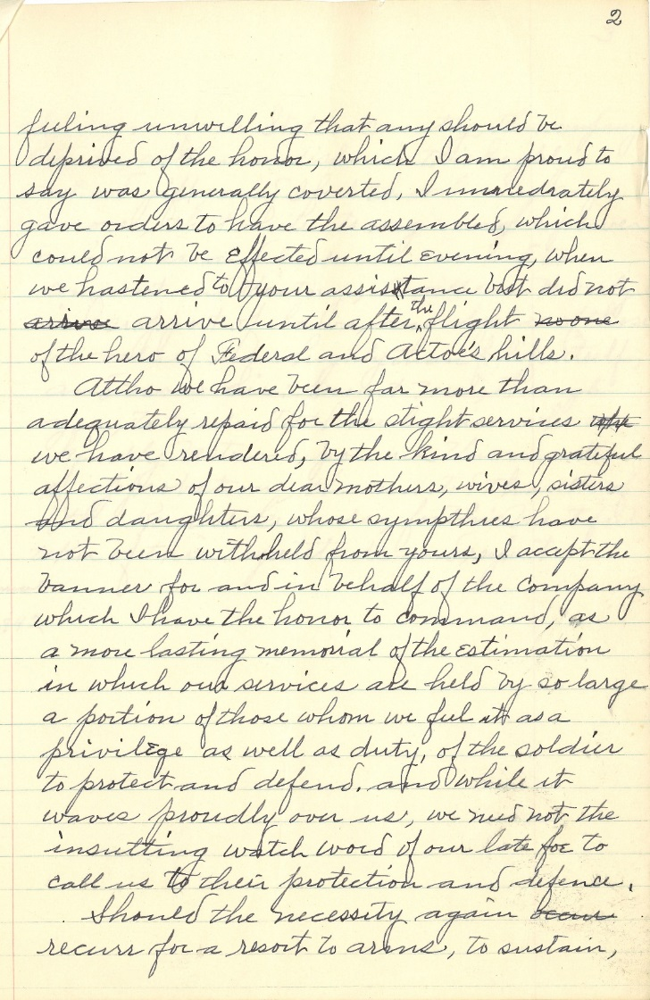 2
feeling unwilling that any should be
deprived of the honor, which I am proud to
say was generally coverted, I immedrately
gave orders to have the assembled, which
could not be effected until evening, when
we hastened to your assistance but did not
arrive arrive until after the flight no one
of the hero of Federal and Actoe's hills.
Altho we have been far more than
adequately repaid for the slight services
we have rendered, by the kind and grateful
affections of our dear mothers, wives, sisters
and daughters, whose sympthies have
not been withheld from yours, I accept the
banner for and in behalf of the company
which I have the honor to command, as
a more lasting memorial of the estimation
in which our services are held by so large
a portion of those whom we feel it as a
privilege as well as duty, of the soldier
to protect and defend. and while it
waves proudly over us, we need not the
insulting watch word of our late foe to
call us to their protection and defence.
Should the necessity again occur
recurr for a resort to arms, to sustain,